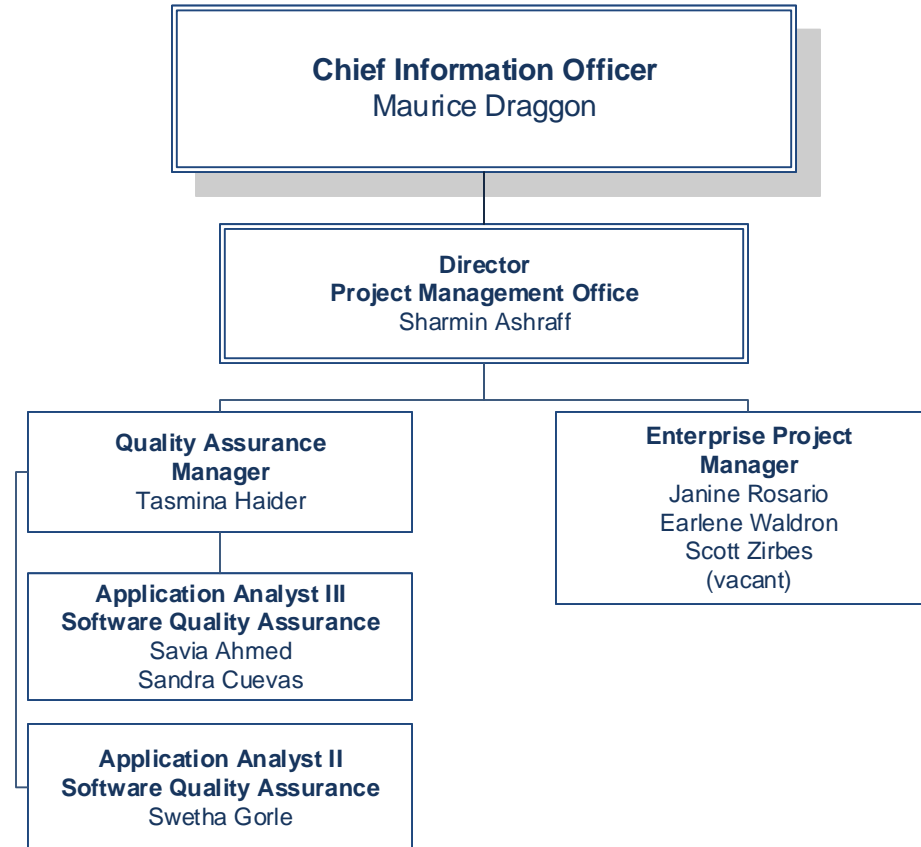 Chief Information Officer
Maurice Draggon
Director
Project Management Office
Sharmin Ashraff
Quality Assurance
Manager
Tasmina Haider
Enterprise Project
Manager
Janine Rosario
Earlene Waldron
Scott Zirbes
(vacant)
Application Analyst III
Software Quality Assurance
Savia Ahmed
Sandra Cuevas
Application Analyst II
Software Quality Assurance
Swetha Gorle